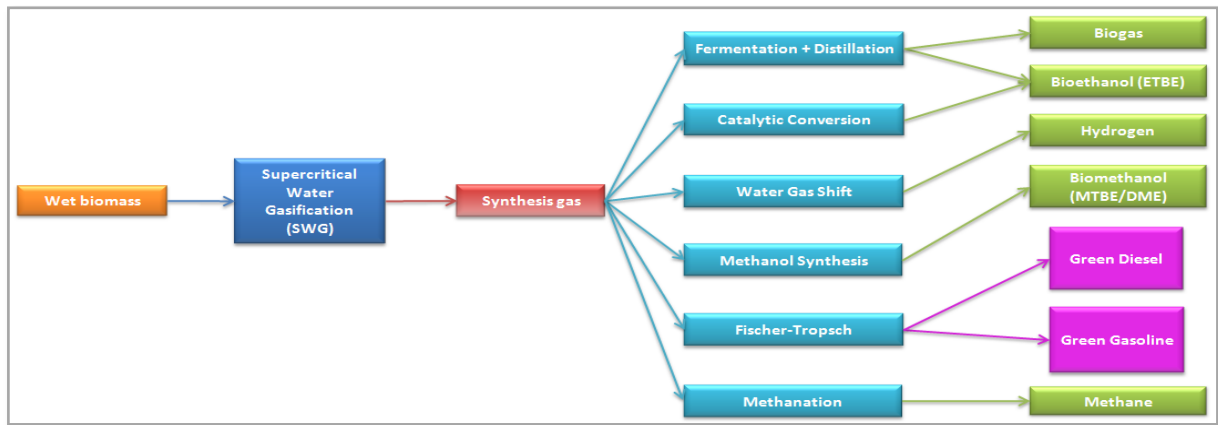 Wet biomass
Supercritical
Water
Gasification
(SWG)
Synthesis gas
Fermentation + Distillation
Catalytic Conversion
Water Gas Shift
Methanol Synthesis
Fischer-Tropsch
Methanation
Biogas
Bioethanol (ETBE)
Hydrogen
Biomethanol
(MTBE/DME)
Green Diesel
Green Gasoline
Methane